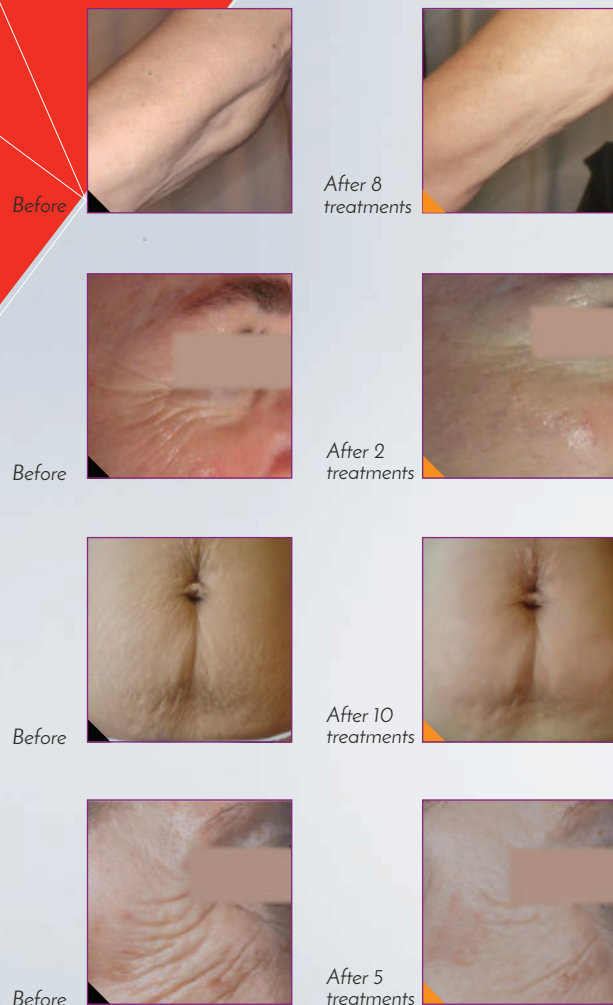 Before
After 8
treatments
Before
After 2
treatments
Before
After 10
treatments
Before
After 5
treatments